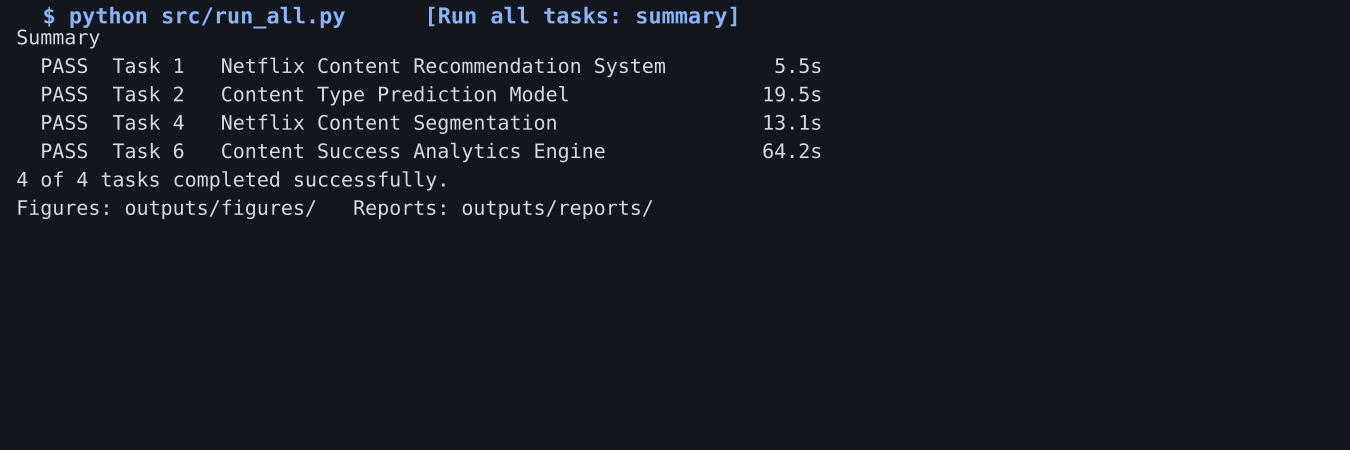 $ python src/run_all.py      [Run all tasks: summary]
Summary
  PASS  Task 1   Netflix Content Recommendation System         5.5s
  PASS  Task 2   Content Type Prediction Model                19.5s
  PASS  Task 4   Netflix Content Segmentation                 13.1s
  PASS  Task 6   Content Success Analytics Engine             64.2s
4 of 4 tasks completed successfully.
Figures: outputs/figures/   Reports: outputs/reports/